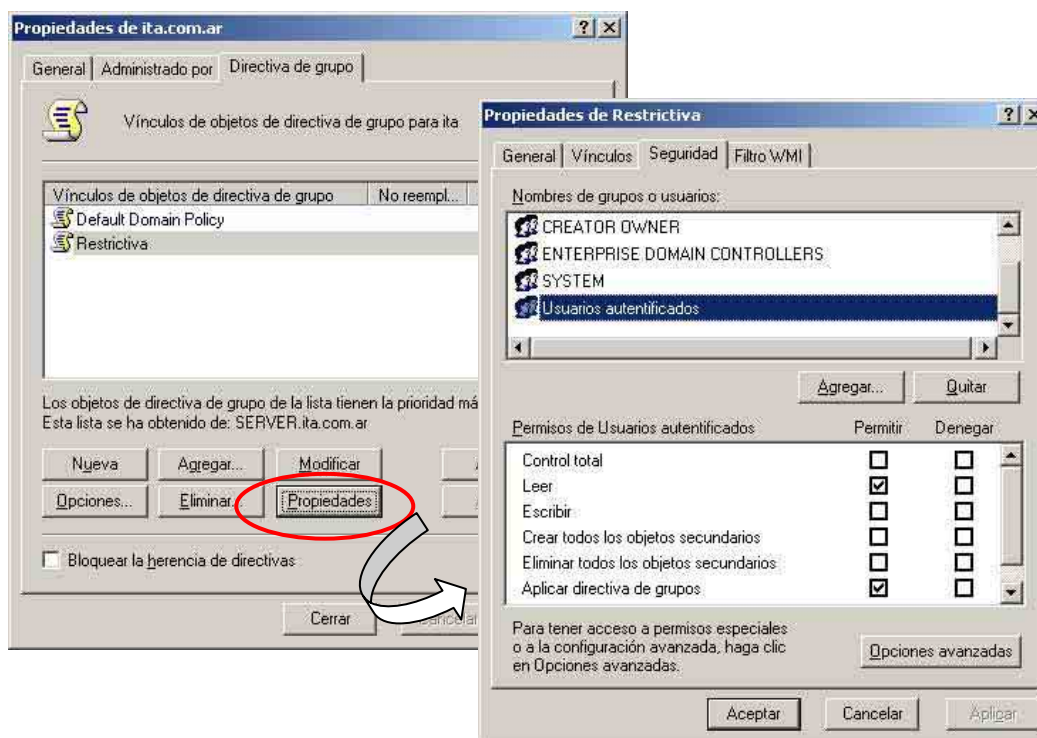 Propiedades de ita.com.ar
General Administrado por Directiva de grupo
Vínculos de objetos de directiva de grupo para ita
Vínculos de objetos de directiva de grupo No reempl...
Default Domain Policy
Restrictiva
Los objetos de directiva de grupo de la lista tienen la prioridad má
Esta lista se ha obtenido de: SERVER.ita.com.ar
Nueva Agregar... Modificar
Opciones... Eliminar... Propiedades
Bloquear la herencia de directivas
Cerrar Cancelar
Propiedades de Restrictiva
General Vínculos Seguridad Filtro WMI
Nombres de grupos o usuarios:
CREATOR OWNER
ENTERPRISE DOMAIN CONTROLLERS
SYSTEM
Usuarios autentificados
Agregar... Quitar
Permisos de Usuarios autentificados Permitir Denegar
Control total
Leer
Escribir
Crear todos los objetos secundarios
Eliminar todos los objetos secundarios
Aplicar directiva de grupos
Para tener acceso a permisos especiales
o a la configuración avanzada, haga clic
en Opciones avanzadas.
Opciones avanzadas
Aceptar Cancelar Aplicar